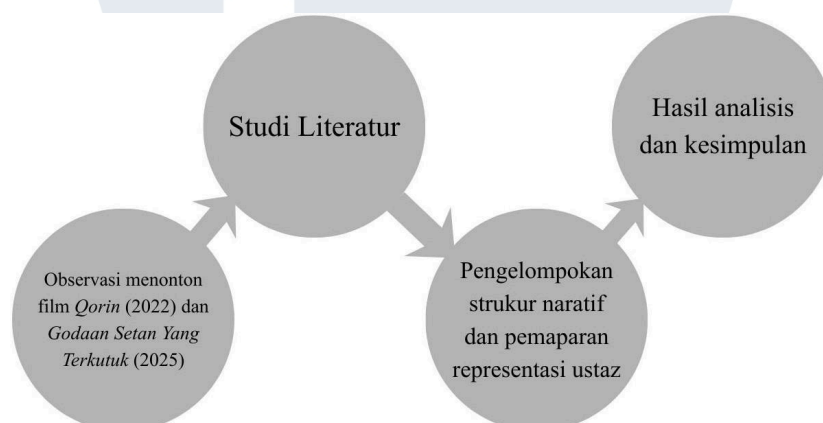 Observasi menonton
film Qorin (2022) dan
Godaan Setan Yang
Terkutuk (2025)
Studi Literatur
Pengelompokan
strukur naratif
dan pemaparan
representasi ustaz
Hasil analisis
dan kesimpulan